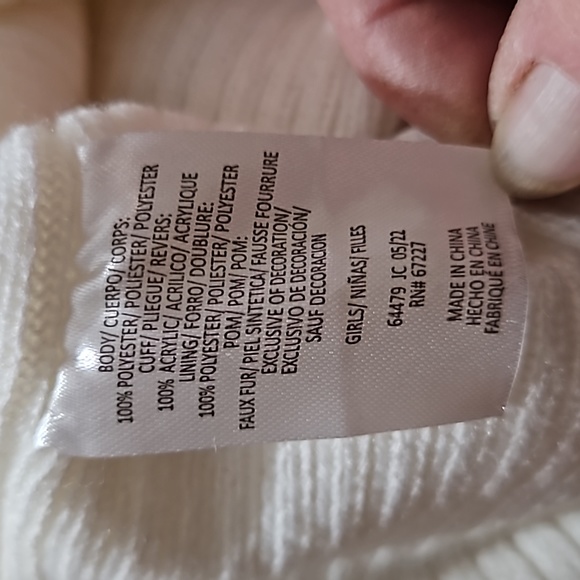 BODY/ CUERPO/ CORPS:
100% POLYESTER/ POLIESTER/ POLYESTER
CUFF/ PLIEGUE/ REVERS:
100% ACRYLIC/ ACRILICO/ ACRYLIQUE
LINING/ FORRO/ DOUBLURE:
100% POLYESTER/ POLIESTER/ POLYESTER
POM/ POM/ POM:
FAUX FUR/ PIEL SINTETICA/ FAUSSE FOURRURE
EXCLUSIVE OF DECORATION/
EXCLUSIVO DE DECORACIÓN/
SAUF DECORACION
GIRLS/ NIÑAS/ FILLES
64479 JC 05/22
RN# 67227
MADE IN CHINA
HECHO EN CHINA
FABRIQUÉ EN CHINE